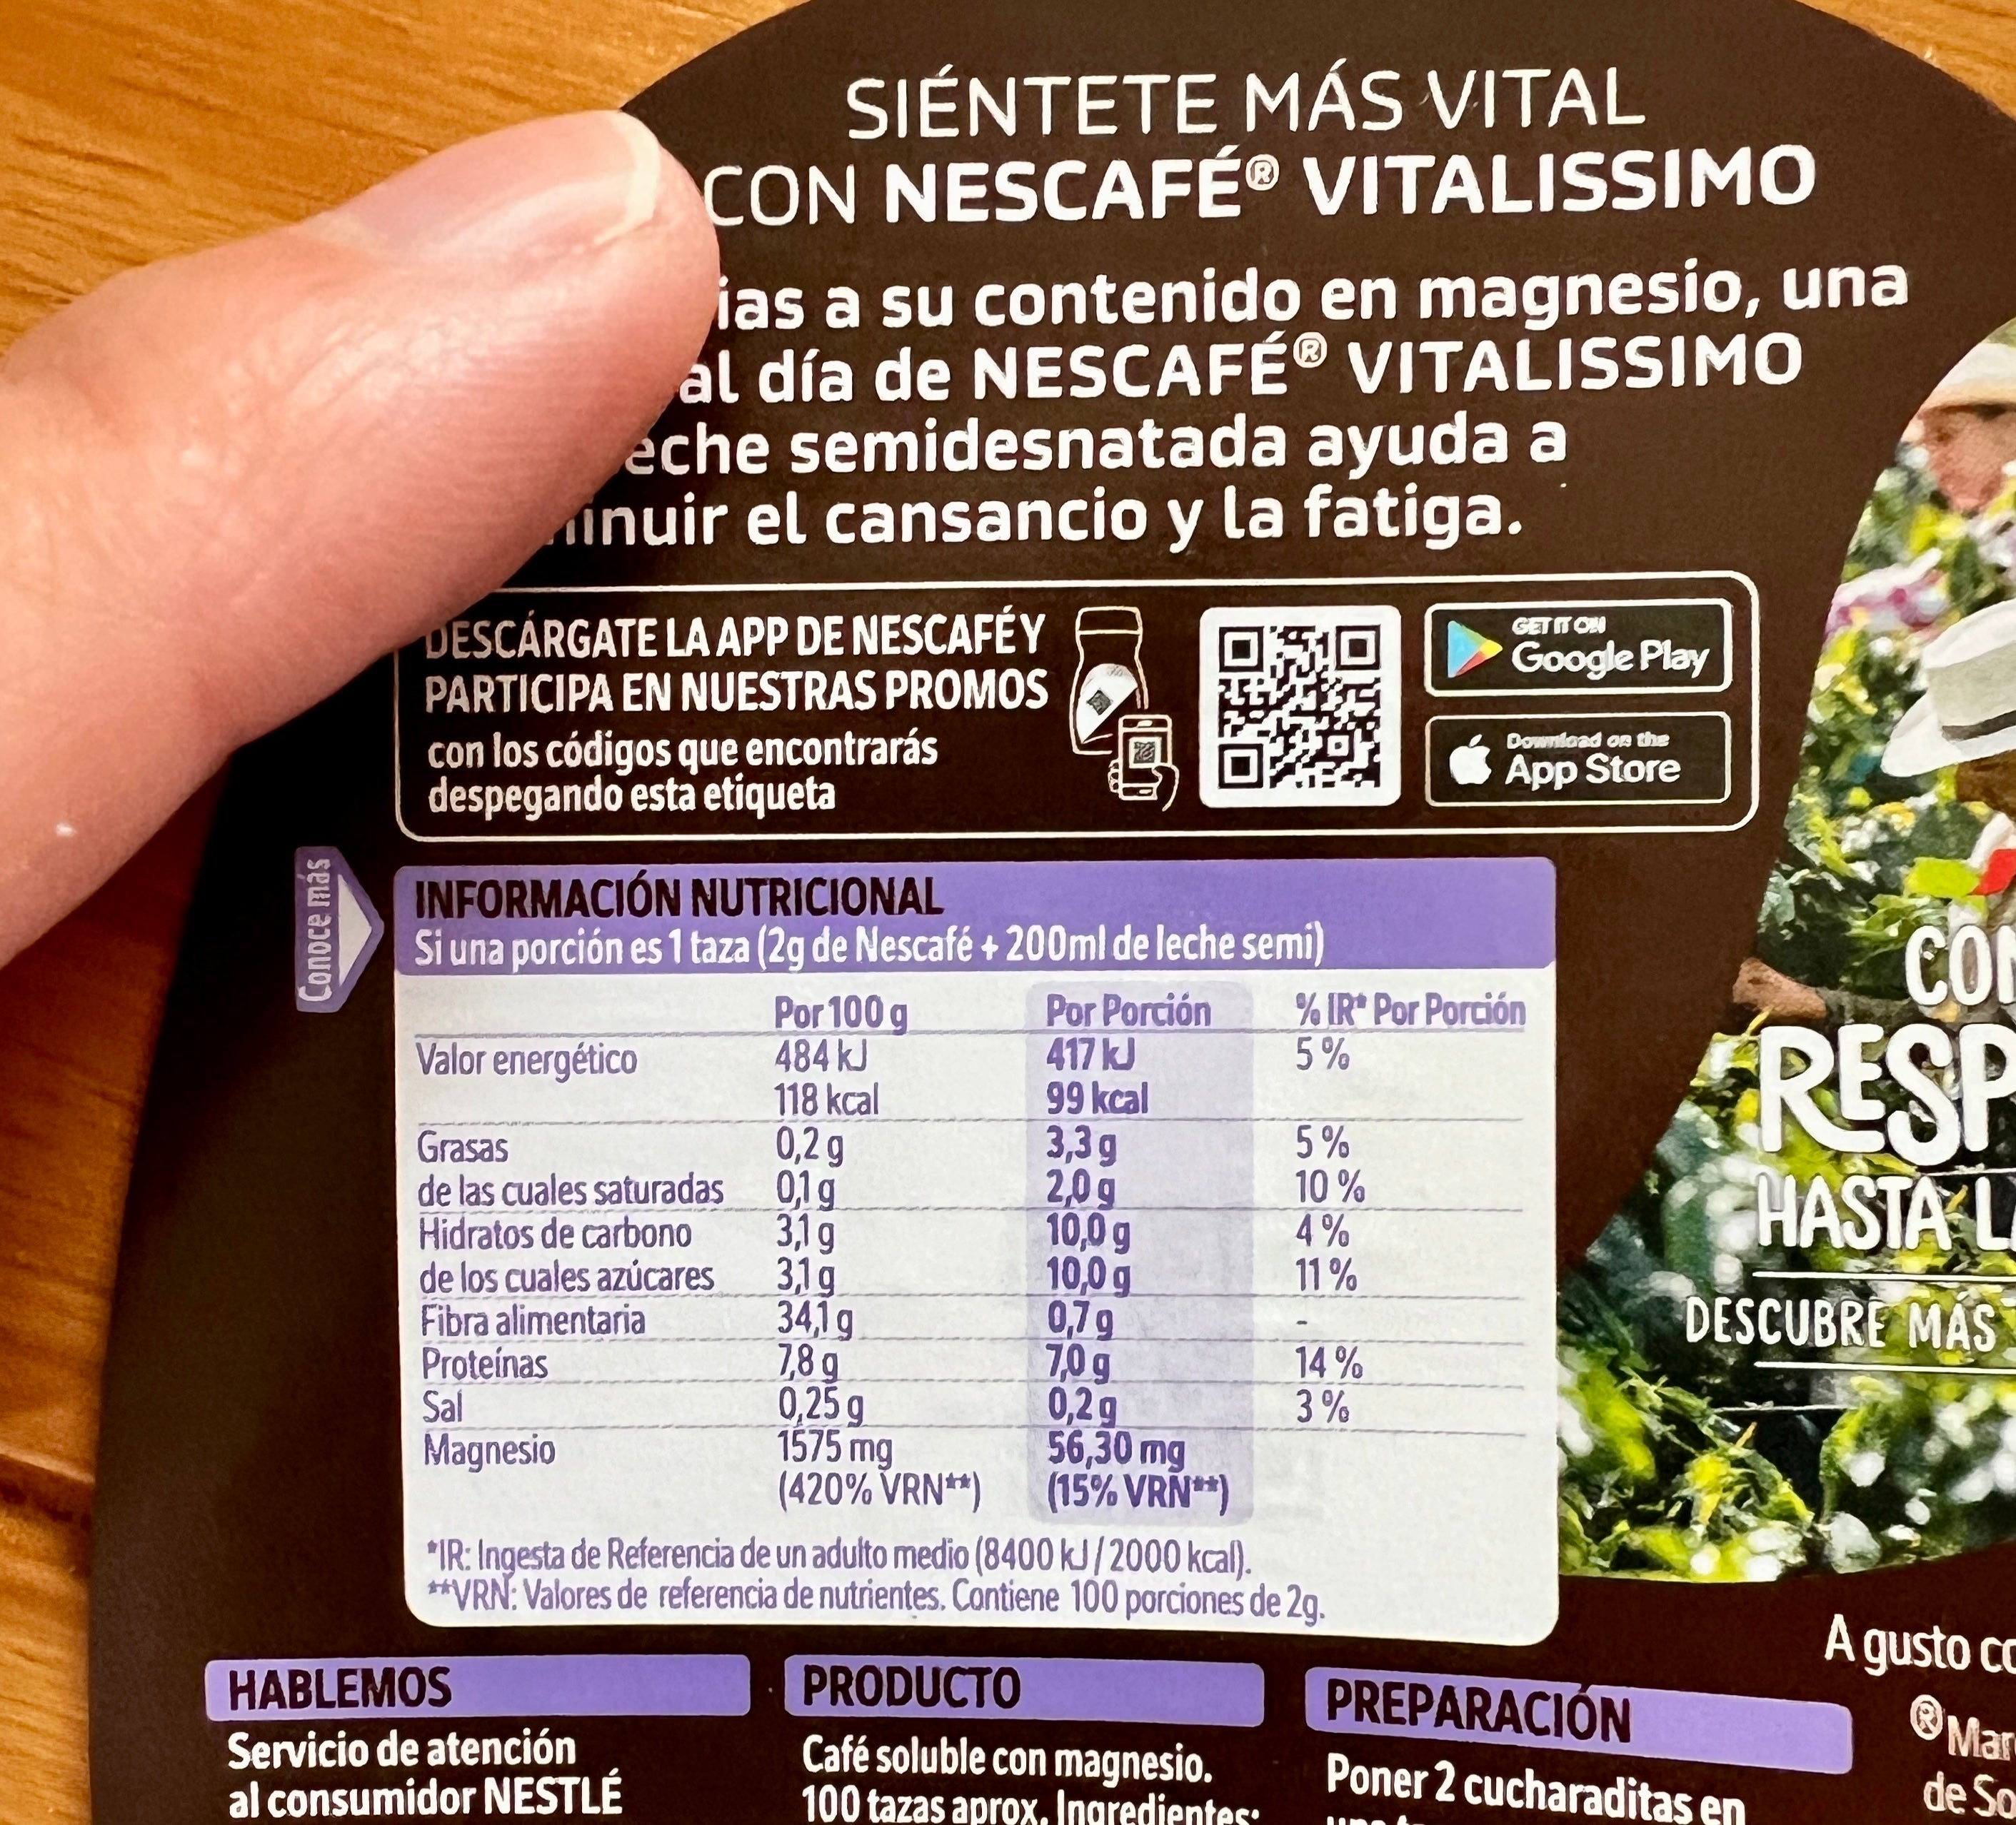 SIÉNTETE MÁS VITAL
CON NESCAFÉ® VITALISSIMO
a su contenido en magnesio, una
al día de NESCAFÉ® VITALISSIMO
semidesnatada ayuda a
el cansancio y la fatiga.
DESCÁRGATE LA APP DE NESCAFÉ Y
PARTICIPA EN NUESTRAS PROMOS
con los códigos que encontrarás
despegando esta etiqueta
GET IT ON
Google Play
Download on the
App Store
Conoce más
INFORMACIÓN NUTRICIONAL
Si una porción es 1 taza (2g de Nescafé + 200ml de leche semi)
Por 100 g Por Porción % IR* Por Porción
Valor energético 484 kJ 417 kJ 5 %
118 kcal 99 kcal
Grasas 0,2 g 3,3 g 5 %
de las cuales saturadas 0,1 g 2,0 g 10 %
Hidratos de carbono 3,1 g 10,0 g 4 %
de los cuales azúcares 3,1 g 10,0 g 11 %
Fibra alimentaria 34,1 g 0,7 g -
Proteínas 7,8 g 7,0 g 14 %
Sal 0,25 g 0,2 g 3 %
Magnesio 1575 mg 56,30 mg
(420% VRN**) (15% VRN**)
*IR: Ingesta de Referencia de un adulto medio (8400 kJ / 2000 kcal).
**VRN: Valores de referencia de nutrientes. Contiene 100 porciones de 2g.
HABLEMOS
Servicio de atención
al consumidor NESTLÉ
PRODUCTO
Café soluble con magnesio.
100 tazas aprox. Ingredientes:
PREPARACIÓN
Poner 2 cucharaditas en
CON
RESP
HASTA LA
DESCUBRE MÁS
A gusto co
®Mar
de So